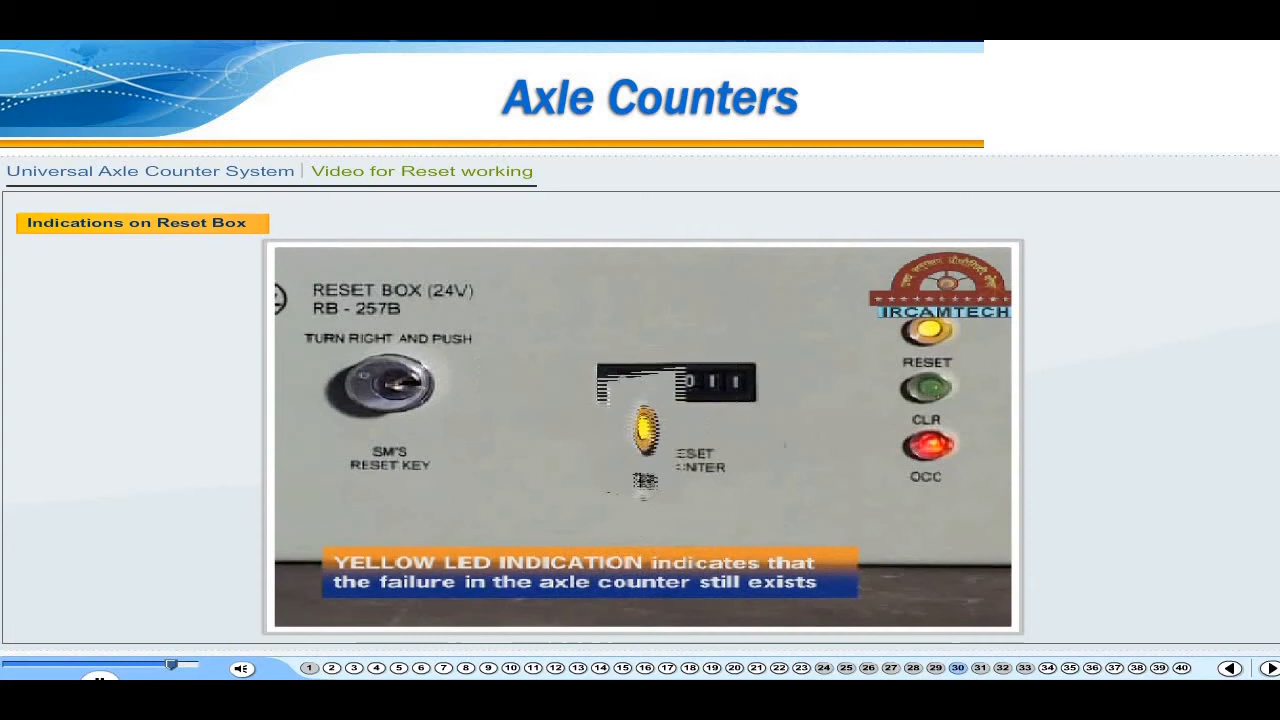 Axle Counters
Universal Axle Counter System | Video for Reset working
Indications on Reset Box
RESET BOX (24V)
RB - 257B
TURN RIGHT AND PUSH
SM'S
RESET KEY
011
ESET
NTER
IRCAMTECH
RESET
CLR
OCC
YELLOW LED INDICATION indicates that
the failure in the axle counter still exists
1 2 3 4 5 6 7 8 9 10 11 12 13 14 15 16 17 18 19 20 21 22 23 24 25 26 27 28 29 30 31 32 33 34 35 36 37 38 39 40